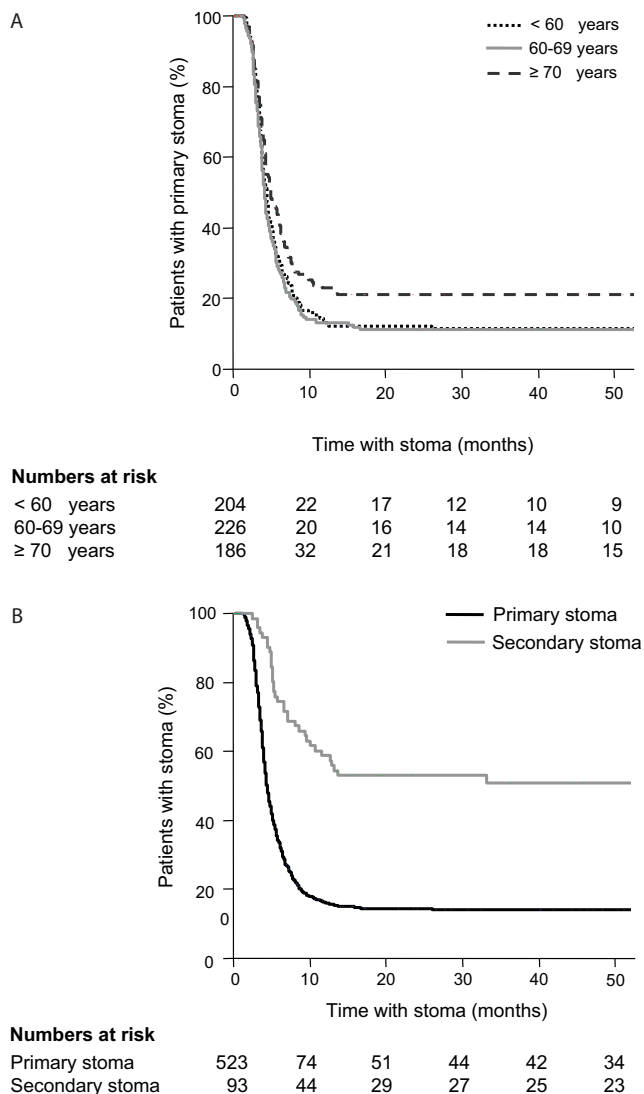 A
< 60 years
60-69 years
≥ 70 years
Patients with primary stoma (%)
100
80
60
40
20
0
0 10 20 30 40 50
Time with stoma (months)
Numbers at risk
< 60 years 204 22 17 12 10 9
60-69 years 226 20 16 14 14 10
≥ 70 years 186 32 21 18 18 15
B
Primary stoma
Secondary stoma
Patients with stoma (%)
100
80
60
40
20
0
0
0 10 20 30 40 50
Time with stoma (months)
Numbers at risk
Primary stoma 523 74 51 44 42 34
Secondary stoma 93 44 29 27 25 23